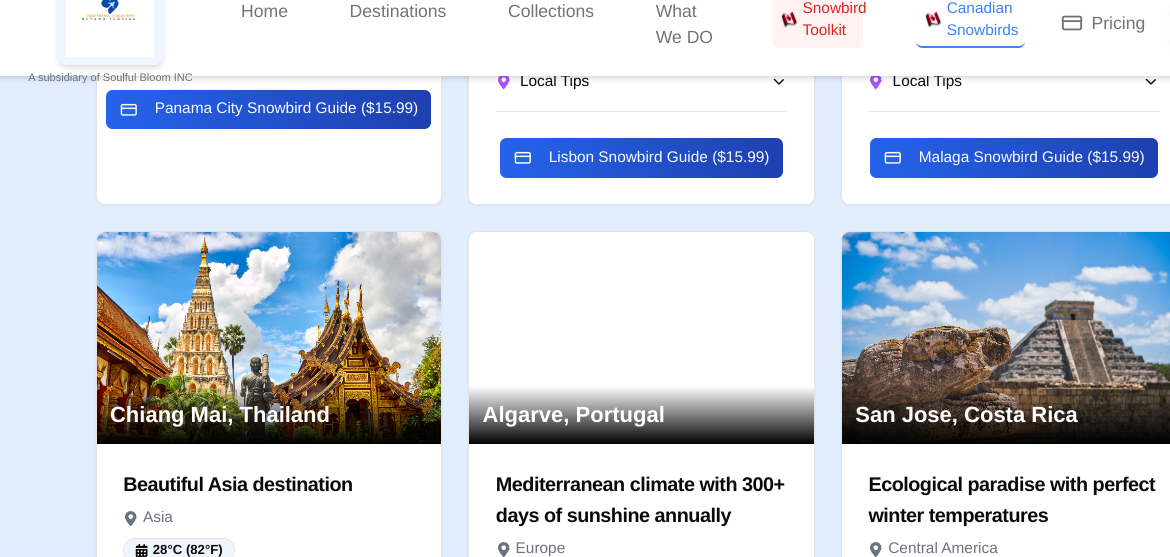 Home
Destinations
Collections
What
We DO
Snowbird
Toolkit
Canadian
Snowbirds
Pricing
A subsidiary of Soulful Bloom INC
Local Tips
Local Tips
Panama City Snowbird Guide ($15.99)
Lisbon Snowbird Guide ($15.99)
Malaga Snowbird Guide ($15.99)
Chiang Mai, Thailand
Algarve, Portugal
San Jose, Costa Rica
Beautiful Asia destination
Asia
28°C (82°F)
Mediterranean climate with 300+
days of sunshine annually
Europe
Ecological paradise with perfect
winter temperatures
Central America